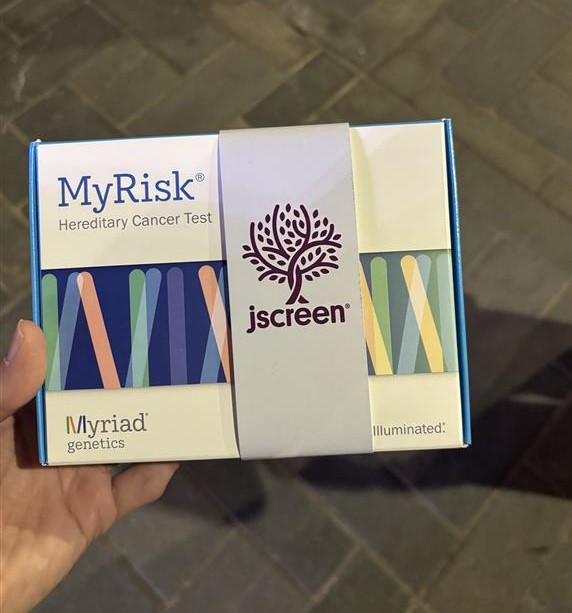 MyRisk®
Hereditary Cancer Test
jscreen®
Myriad®
genetics
Illuminated.